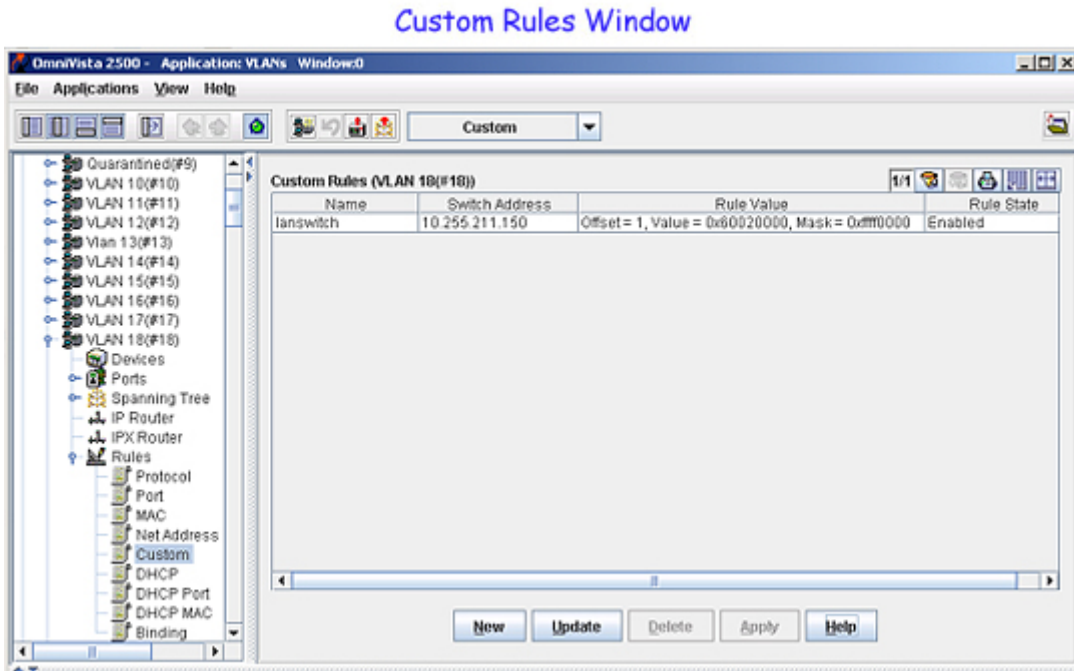 Custom Rules Window
OmniVista 2500 - Application: VLANs Window:0
File Applications View Help
Custom
Quarantined(#9)
VLAN 10(#10)
VLAN 11(#11)
VLAN 12(#12)
Vlan 13(#13)
VLAN 14(#14)
VLAN 15(#15)
VLAN 16(#16)
VLAN 17(#17)
VLAN 18(#18)
Devices
Ports
Spanning Tree
IP Router
IPX Router
Rules
Protocol
Port
MAC
Net Address
Custom
DHCP
DHCP Port
DHCP MAC
Binding
Custom Rules (VLAN 18(#18))
1/1
Name Switch Address Rule Value Rule State
lanswitch 10.255.211.150 Offset = 1, Value = 0x60020000, Mask = 0xffff0000 Enabled
New Update Delete Apply Help